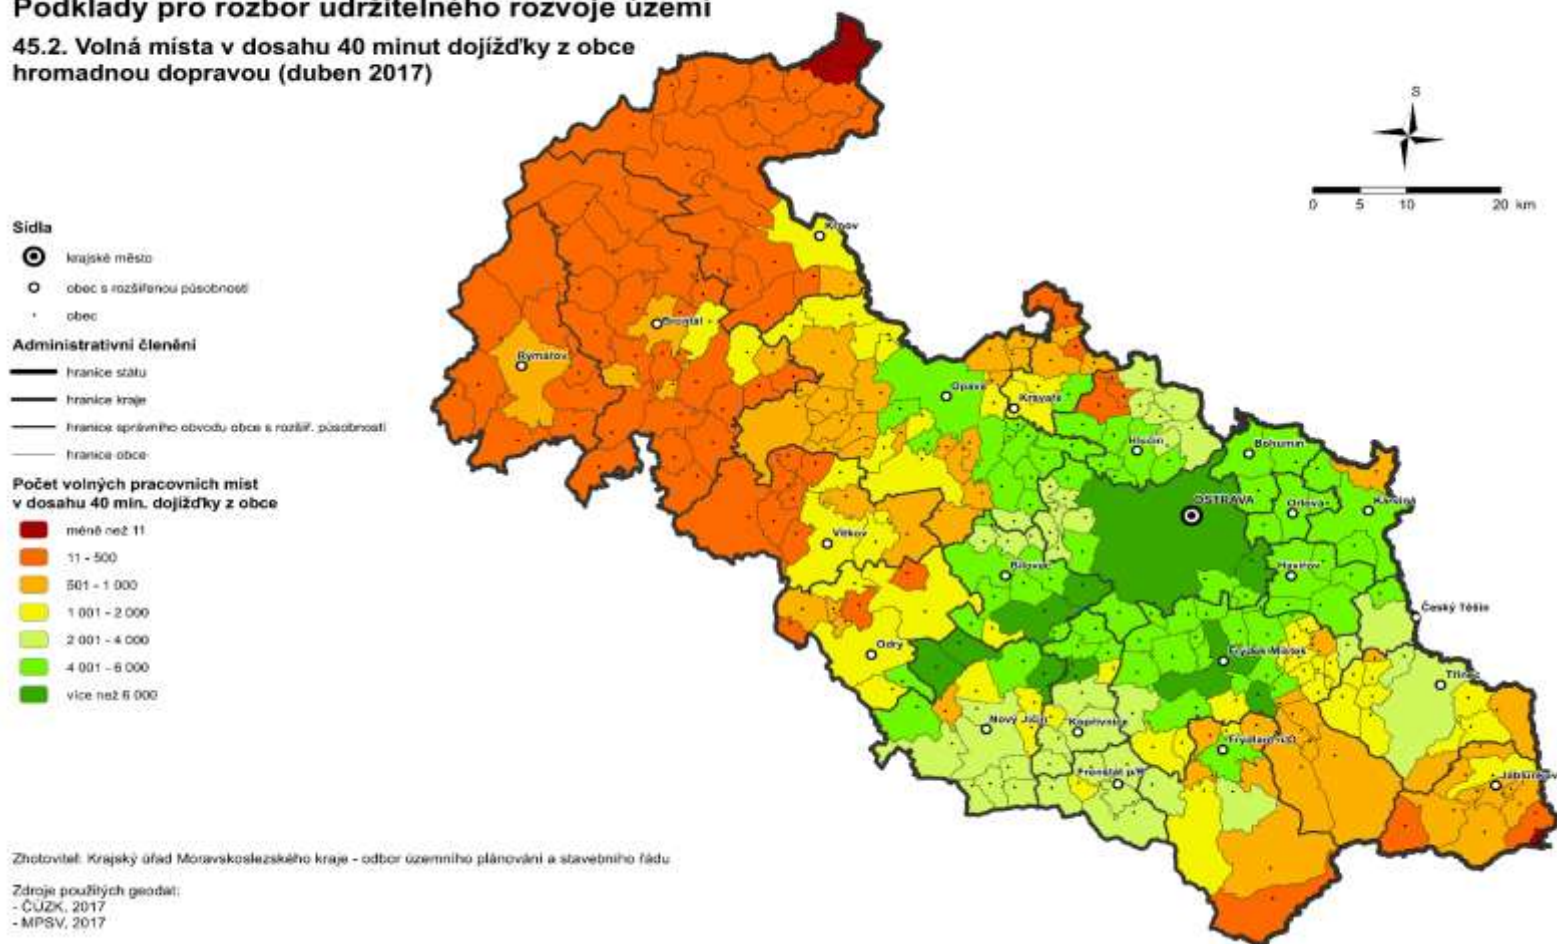 Podklady pro rozbor udržitelného rozvoje území
45.2. Volná místa v dosahu 40 minut dojížďky z obce
hromadnou dopravou (duben 2017)
S
0 5 10 20 km
Sídla
krajské město
obec s rozšířenou působností
obec
Administrativní členění
hranice státu
hranice kraje
hranice správního obvodu obce s rozšíř. působností
hranice obce
Počet volných pracovních míst
v dosahu 40 min. dojížďky z obce
méně než 11
11 - 500
501 - 1 000
1 001 - 2 000
2 001 - 4 000
4 001 - 6 000
více než 6 000
Krnov
Bruntál
Rýmařov
Opava
Kravaře
Hlučín
Bohumín
OSTRAVA
Orlová
Karviná
Vítkov
Bílovec
Havířov
Český Těšín
Odry
Frýdek-Místek
Třinec
Nový Jičín
Kopřivnice
Frýdlant n.O.
Frenštát p.R.
Jablunkov
Zhotovitel: Krajský úřad Moravskoslezského kraje - odbor územního plánování a stavebního řádu
Zdroje použitých geodat:
- ČÚZK, 2017
- MPSV, 2017